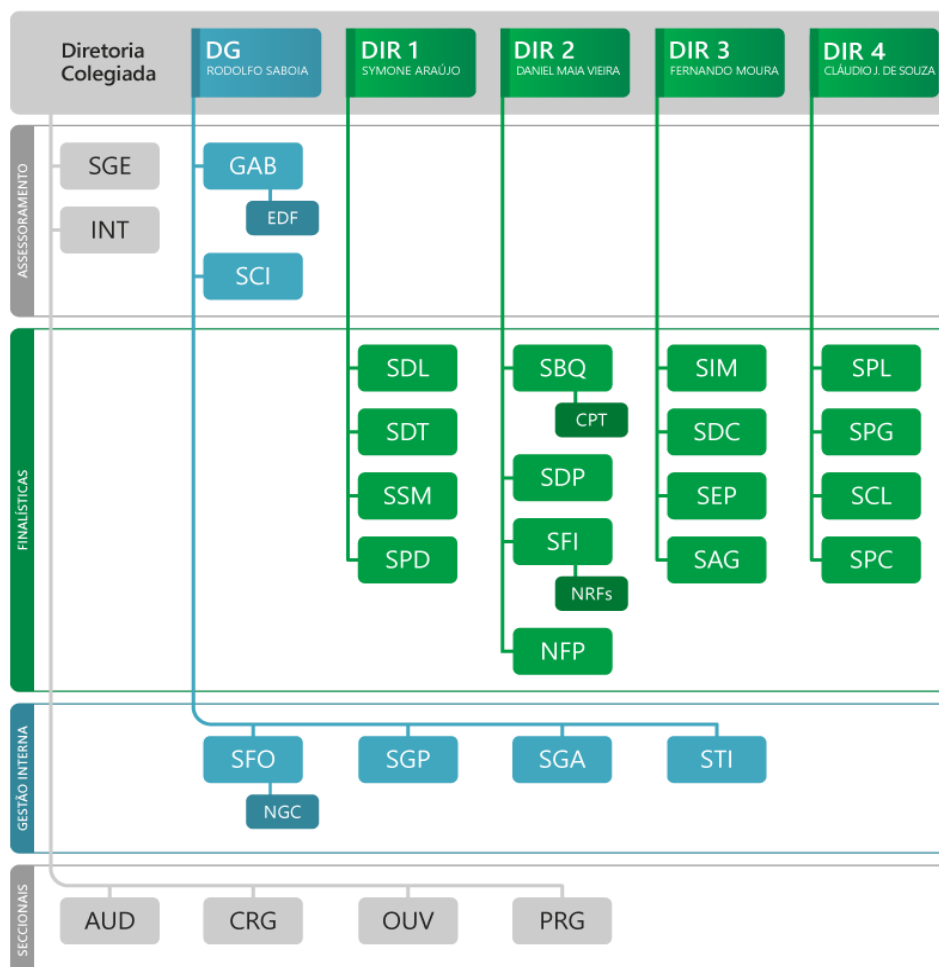 Diretoria
Colegiada
DG
RODOLFO SABOIA
DIR 1
SYMONE ARAÚJO
DIR 2
DANIEL MAIA VIEIRA
DIR 3
FERNANDO MOURA
DIR 4
CLÁUDIO J. DE SOUZA
ASSESSORAMENTO
SGE
GAB
EDF
INT
SCI
FINALÍSTICAS
SDL
SBQ
SIM
SPL
CPT
SDT
SDC
SPG
SSM
SDP
SEP
SCL
SPD
SFI
SAG
SPC
NRFs
NFP
GESTÃO INTERNA
SFO
SGP
SGA
STI
NGC
SECCIONAIS
AUD
CRG
OUV
PRG